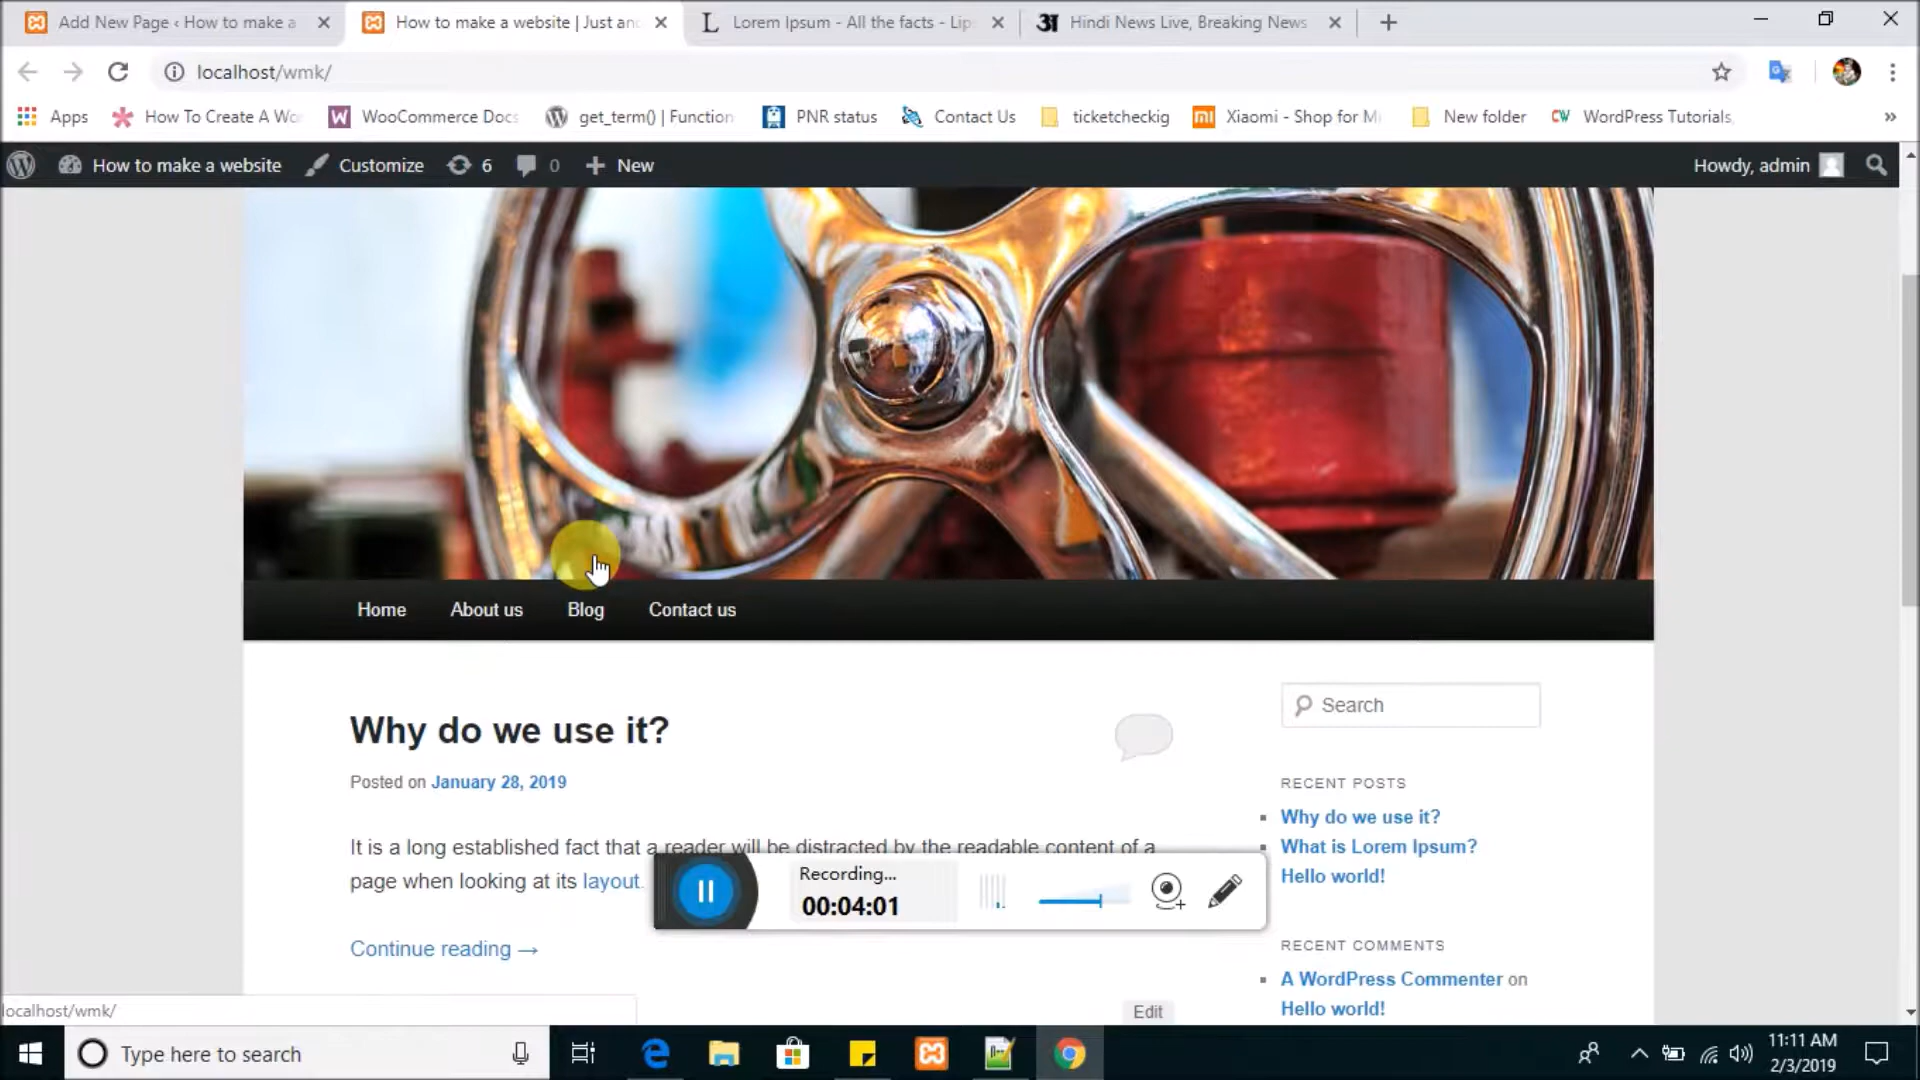 Add New Page ‹ How to make a
How to make a website | Just and
Lorem Ipsum - All the facts - Lips
Hindi News Live, Breaking News
localhost/wmk/
Apps
How To Create A Wo
WooCommerce Docs
get_term() | Function
PNR status
Contact Us
ticketcheckig
Xiaomi - Shop for Mi
New folder
WordPress Tutorials,
How to make a website
Customize
6
0
New
Howdy, admin
Home
About us
Blog
Contact us
Why do we use it?
Posted on January 28, 2019
It is a long established fact that a reader will be distracted by the readable content of a
page when looking at its layout.
Continue reading →
Edit
Search
RECENT POSTS
Why do we use it?
What is Lorem Ipsum?
Hello world!
RECENT COMMENTS
A WordPress Commenter on
Hello world!
Recording...
00:04:01
localhost/wmk/
Type here to search
11:11 AM
2/3/2019